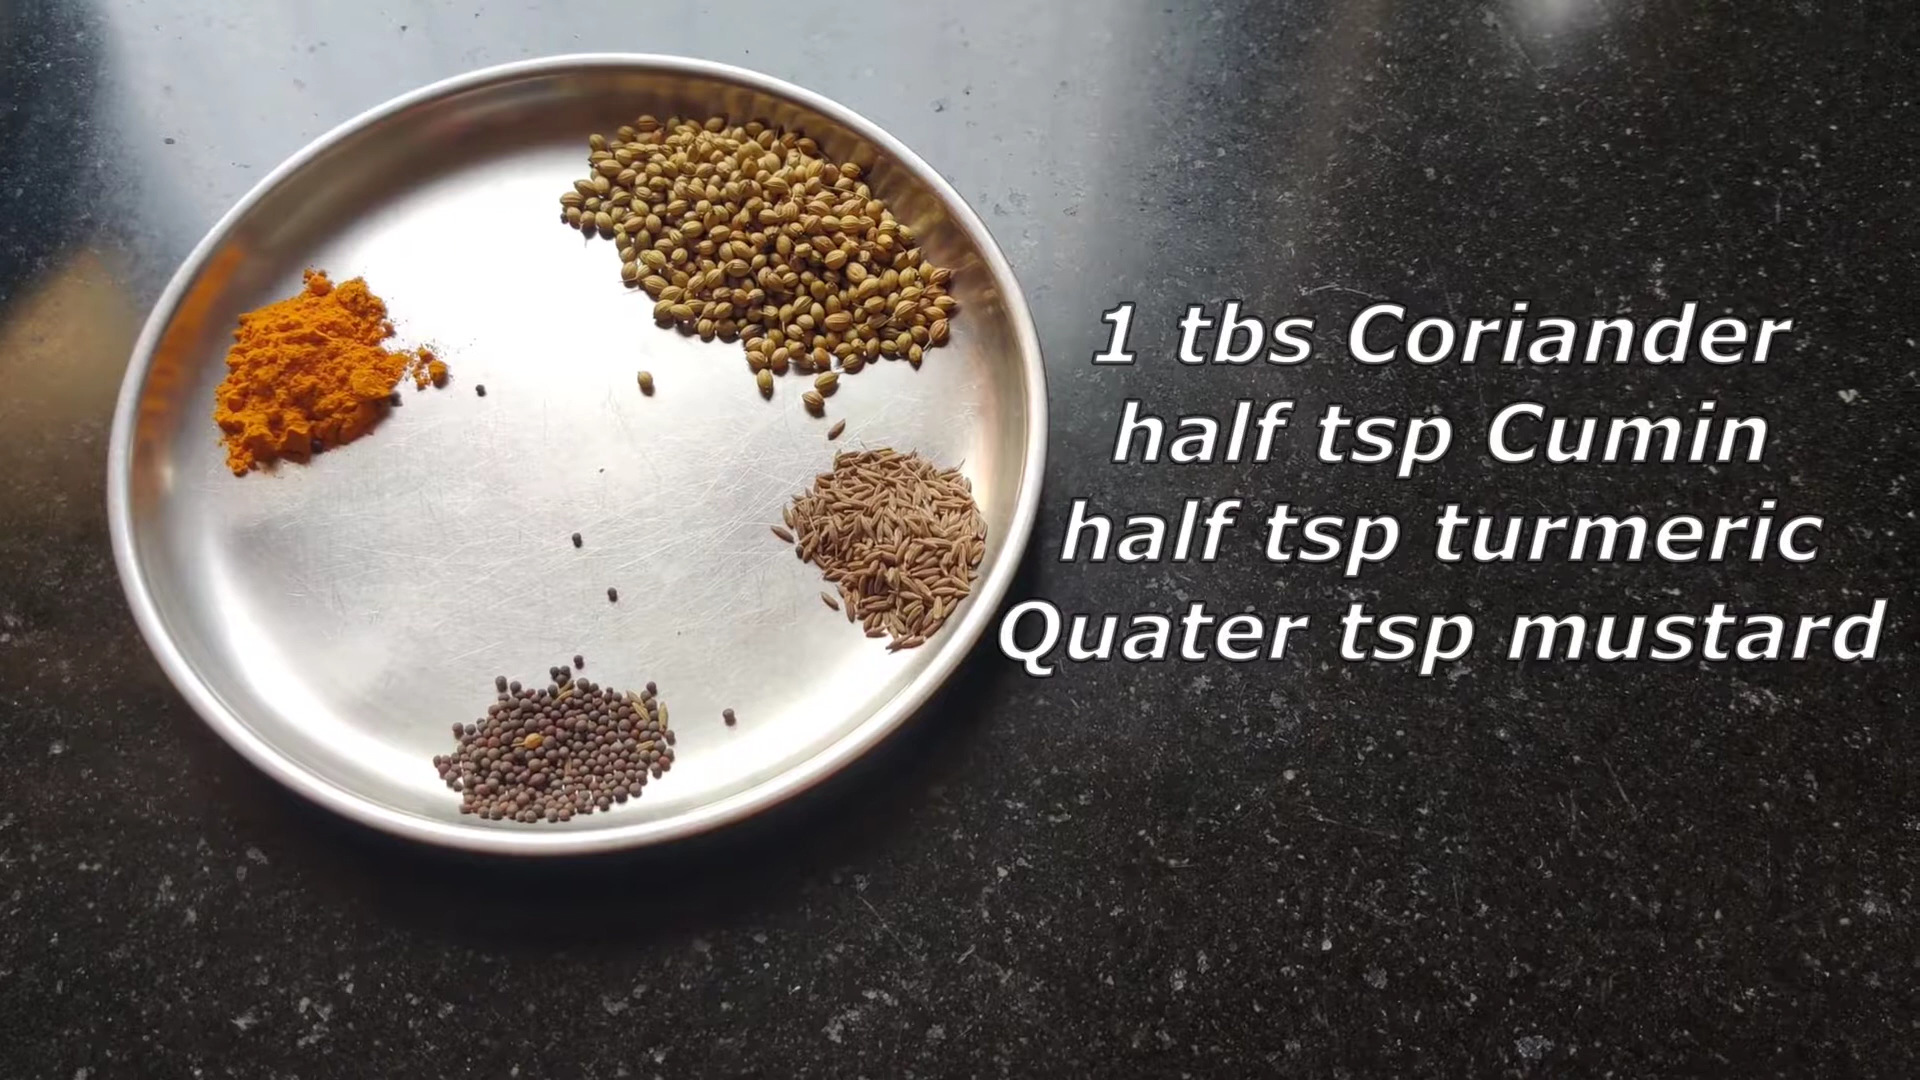 1 tbs Coriander
half tsp Cumin
half tsp turmeric
Quater tsp mustard